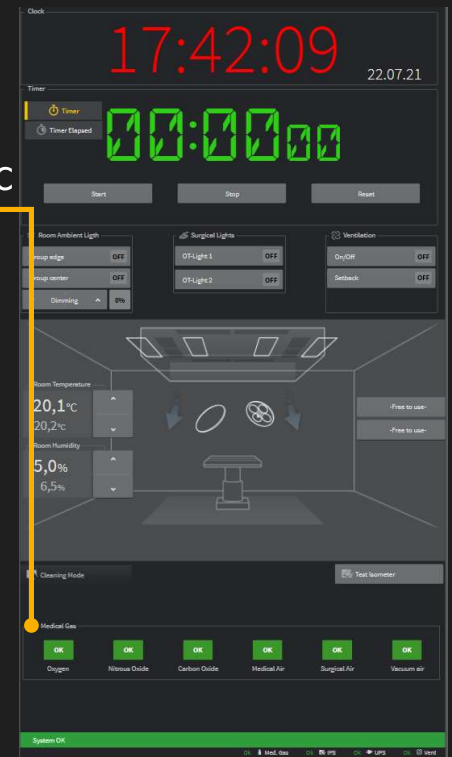 Clock
17:42:09
22.07.21
Timer
Timer
00:00 00
Timer Elapsed
C
Start Stop Reset
Room Ambient Ligth
Surgical Lights
Ventilation
roup edge OFF
OT-Light 1 OFF
On/Off OFF
roup center OFF
OT-Light 2 OFF
Setback OFF
Dimming 0%
Room Temperature
20,1°C
20,2°C
-Free to use-
-Free to use-
Room Humidity
5,0%
6,5%
Cleaning Mode
Test Isometer
Medical Gas
OK OK OK OK OK OK
Oxygen Nitrous Oxide Carbon Oxide Medical Air Surgical Air Vacuum air
System OK
Ok Med. Gas Ok IPS Ok UPS Ok Vent